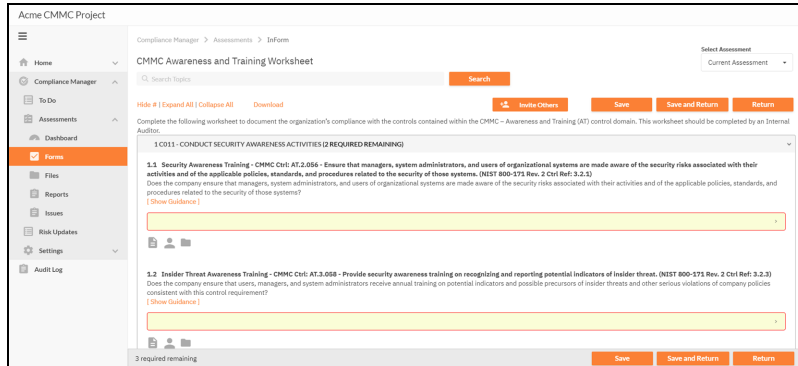 Acme CMMC Project
Compliance Manager > Assessments > InForm
Select Assessment
Current Assessment
Home
CMMC Awareness and Training Worksheet
Search Topics
Search
Compliance Manager
To Do
Hide # | Expand All | Collapse All Download
Invite Others
Save
Save and Return
Return
Assessments
Complete the following worksheet to document the organization's compliance with the controls contained within the CMMC – Awareness and Training (AT) control domain. This worksheet should be completed by an Internal
Auditor.
Dashboard
1 C011 - CONDUCT SECURITY AWARENESS ACTIVITIES (2 REQUIRED REMAINING)
Forms
1.1 Security Awareness Training - CMMC Ctrl: AT.2.056 - Ensure that managers, system administrators, and users of organizational systems are made aware of the security risks associated with their
activities and of the applicable policies, standards, and procedures related to the security of those systems. (NIST 800-171 Rev. 2 Ctrl Ref: 3.2.1)
Does the company ensure that managers, system administrators, and users of organizational systems are made aware of the security risks associated with their activities and of the applicable policies, standards, and
procedures related to the security of those systems?
[ Show Guidance ]
Files
Reports
Issues
Risk Updates
Settings
Audit Log
1.2 Insider Threat Awareness Training - CMMC Ctrl: AT.3.058 - Provide security awareness training on recognizing and reporting potential indicators of insider threat. (NIST 800-171 Rev. 2 Ctrl Ref: 3.2.3)
Does the company ensure that users, managers, and system administrators receive annual training on potential indicators and possible precursors of insider threats and other serious violations of company policies
consistent with this control requirement?
[ Show Guidance ]
3 required remaining
Save
Save and Return
Return